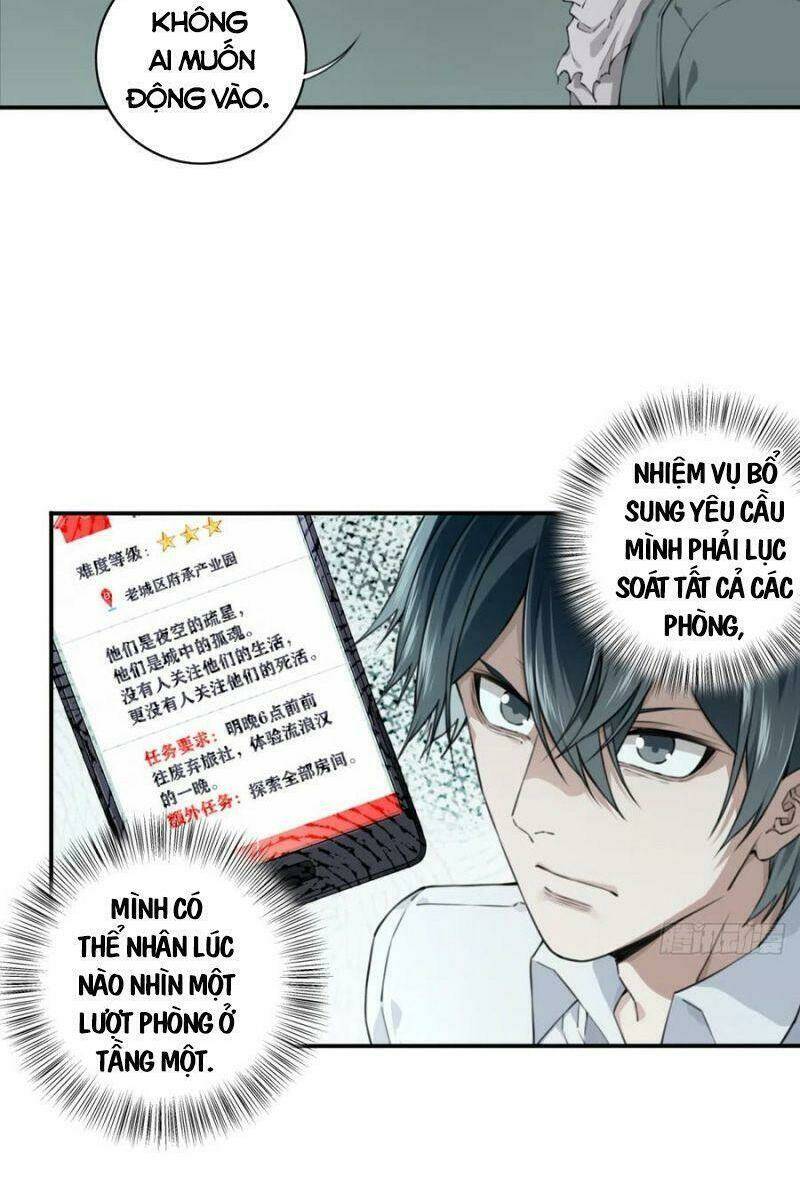 KHÔNG
AI MUỐN
ĐỘNG VÀO.
NHIỆM VỤ BỔ
SUNG YÊU CẦU
MÌNH PHẢI LỤC
SOÁT TẤT CẢ CÁC
PHÒNG,
难度等级:
老城区府承产业园
他们是夜空的疏星,
他们是城中的孤魂。
没有人关注他们的生活,
更没有人关注他们的死活。
任务要求: 明晚6点前前
往废弃旅社, 体验流浪汉
的一晚。
额外任务: 探索全部房间。
MÌNH CÓ
THỂ NHÂN LÚC
NÀO NHÌN MỘT
LƯỢT PHÒNG Ở
TẦNG MỘT.
腾讯动漫